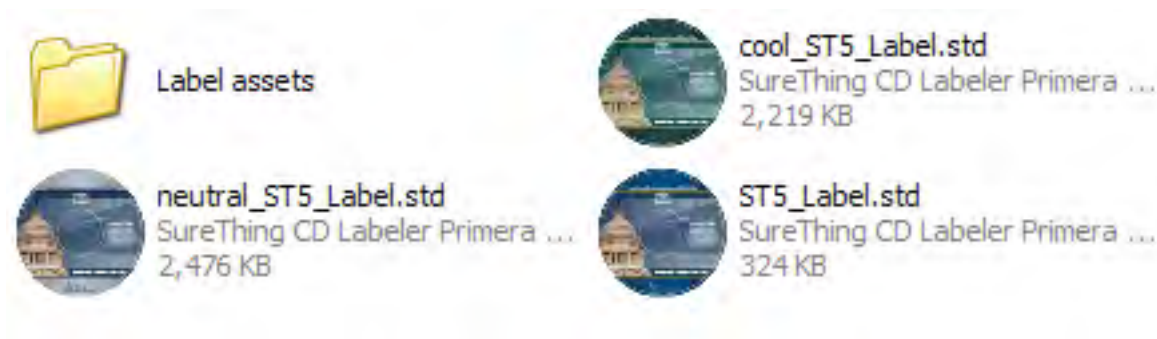 Label assets
cool_ST5_Label.std
SureThing CD Labeler Primera ...
2,219 KB
neutral_ST5_Label.std
SureThing CD Labeler Primera ...
2,476 KB
ST5_Label.std
SureThing CD Labeler Primera ...
324 KB